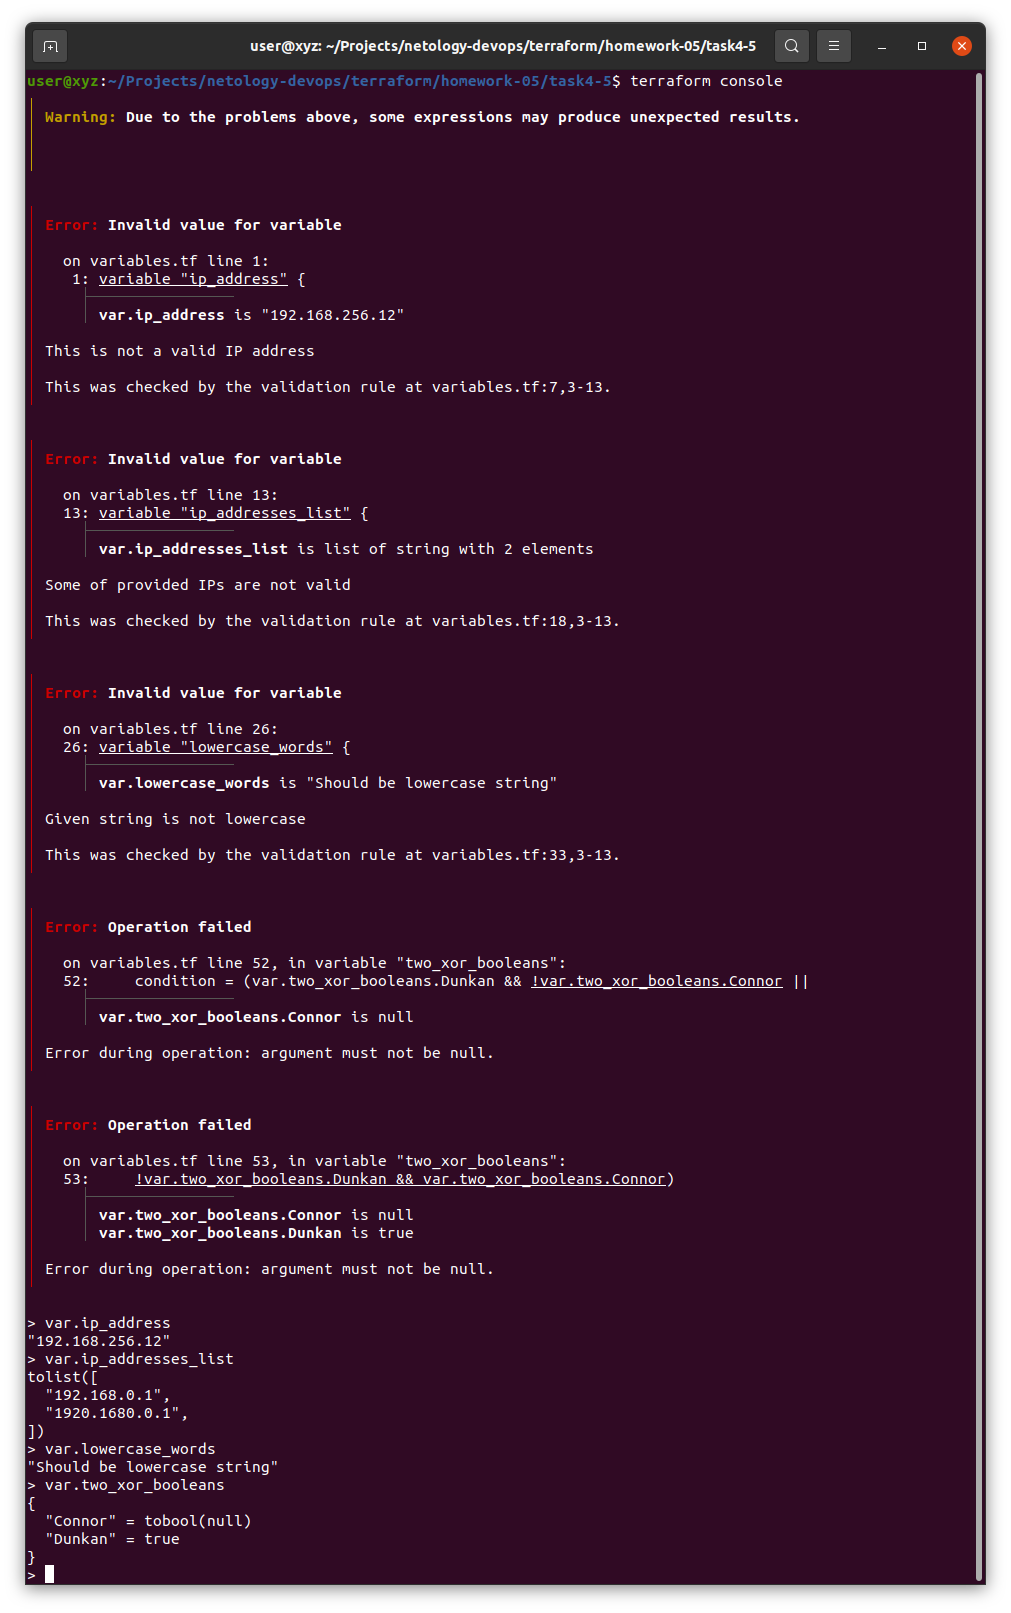 user@xyz: ~/Projects/netology-devops/terraform/homework-05/task4-5
user@xyz:~/Projects/netology-devops/terraform/homework-05/task4-5$ terraform console
Warning: Due to the problems above, some expressions may produce unexpected results.
Error: Invalid value for variable
on variables.tf line 1:
1: variable "ip_address" {
var.ip_address is "192.168.256.12"
This is not a valid IP address
This was checked by the validation rule at variables.tf:7,3-13.
Error: Invalid value for variable
on variables.tf line 13:
13: variable "ip_addresses_list" {
var.ip_addresses_list is list of string with 2 elements
Some of provided IPs are not valid
This was checked by the validation rule at variables.tf:18,3-13.
Error: Invalid value for variable
on variables.tf line 26:
26: variable "lowercase_words" {
var.lowercase_words is "Should be lowercase string"
Given string is not lowercase
This was checked by the validation rule at variables.tf:33,3-13.
Error: Operation failed
on variables.tf line 52, in variable "two_xor_booleans":
52:     condition = (var.two_xor_booleans.Dunkan && !var.two_xor_booleans.Connor ||
var.two_xor_booleans.Connor is null
Error during operation: argument must not be null.
Error: Operation failed
on variables.tf line 53, in variable "two_xor_booleans":
53:     !var.two_xor_booleans.Dunkan && var.two_xor_booleans.Connor)
var.two_xor_booleans.Connor is null
var.two_xor_booleans.Dunkan is true
Error during operation: argument must not be null.
> var.ip_address
"192.168.256.12"
> var.ip_addresses_list
tolist([
"192.168.0.1",
"1920.1680.0.1",
])
> var.lowercase_words
"Should be lowercase string"
> var.two_xor_booleans
{
"Connor" = tobool(null)
"Dunkan" = true
}
>